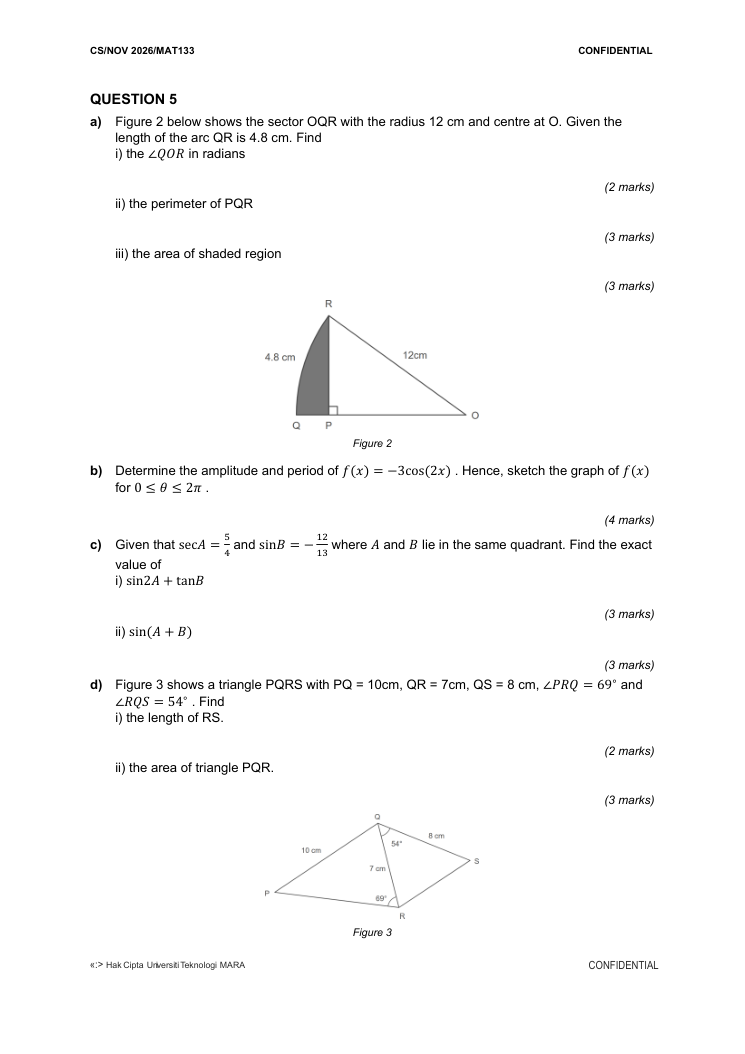 CS/NOV 2026/MAT133 CONFIDENTIAL
QUESTION 5
a) Figure 2 below shows the sector OQR with the radius 12 cm and centre at O. Given the
length of the arc QR is 4.8 cm. Find
i) the ∠QOR in radians
(2 marks)
ii) the perimeter of PQR
(3 marks)
iii) the area of shaded region
(3 marks)
R
4.8 cm 12cm
O
Q P
Figure 2
b) Determine the amplitude and period of f(x) = −3cos(2x) . Hence, sketch the graph of f(x)
for 0 ≤ θ ≤ 2π .
(4 marks)
c) Given that secA = 5/4 and sinB = −12/13 where A and B lie in the same quadrant. Find the exact
value of
i) sin2A + tanB
(3 marks)
ii) sin(A + B)
(3 marks)
d) Figure 3 shows a triangle PQRS with PQ = 10cm, QR = 7cm, QS = 8 cm, ∠PRQ = 69° and
∠RQS = 54° . Find
i) the length of RS.
(2 marks)
ii) the area of triangle PQR.
(3 marks)
Q
8 cm
54°
10 cm
S
7 cm
P
69°
R
Figure 3
«:> Hak Cipta Universiti Teknologi MARA CONFIDENTIAL